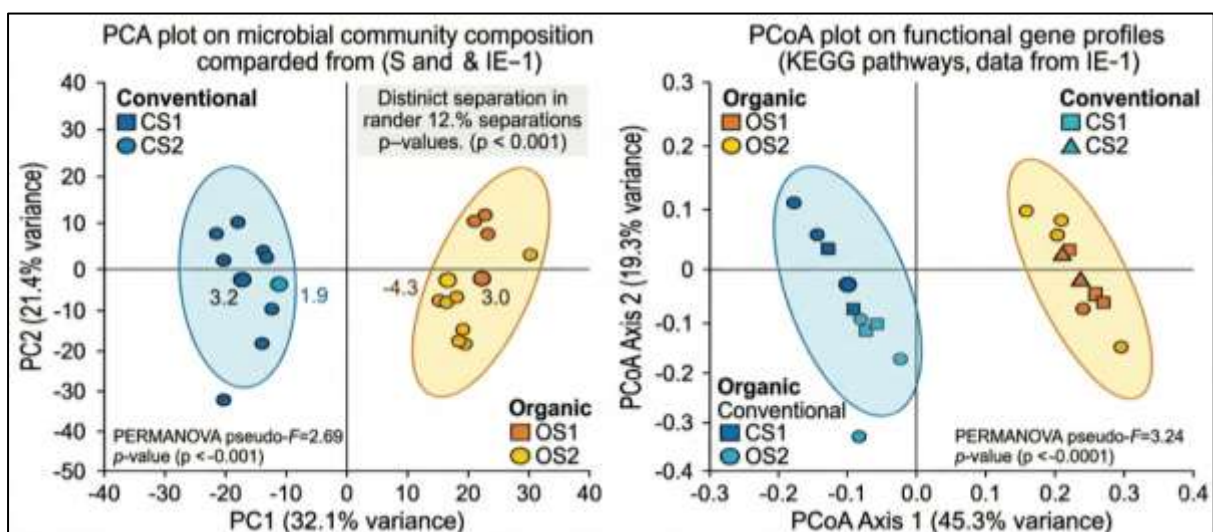 PCA plot on microbial community composition
comparded from (S and & IE-1)
Conventional
CS1
CS2
Distinict separation in
rander 12.% separations
p-values. (p < 0.001)
40
30
20
10
0
-10
-20
-30
-30
-50
PC2 (21.4% variance)
3.2
1.9
-4.3
3.0
PERMANOVA pseudo-F=2.69
p-value (p < -0.001)
Organic
OS1
OS2
-40
-20
-10
0
10
20
30
40
PC1 (32.1% variance)
PCoA plot on functional gene profiles
(KEGG pathways, data from IE-1)
Organic
OS1
OS2
Conventional
CS1
CS2
0.3
0.2
0.1
0
-0.1
-0.2
-0.3
-0.4
PCoA Axis 2 (19.3% variance)
Organic
Conventional
CS1
OS2
PERMANOVA pseudo-F=3.24
p-value (p < -0.0001)
-0.3
-0.1
0.0
0.1
0.2
0.3
0.4
PCoA Axis 1 (45.3% variance)